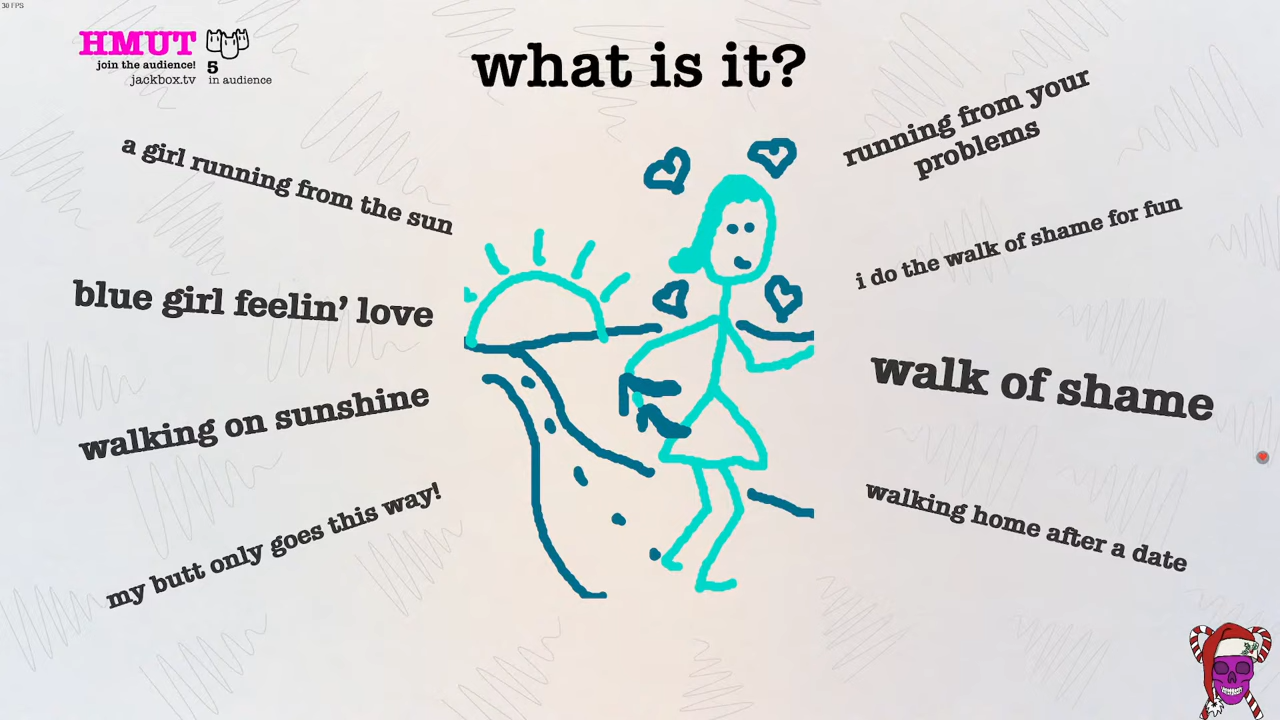 30 FPS
HMUT
join the audience!
jackbox.tv
5
in audience
what is it?
a girl running from the sun
blue girl feelin' love
walking on sunshine
my butt only goes this way!
running from your
problems
i do the walk of shame for fun
walk of shame
walking home after a date